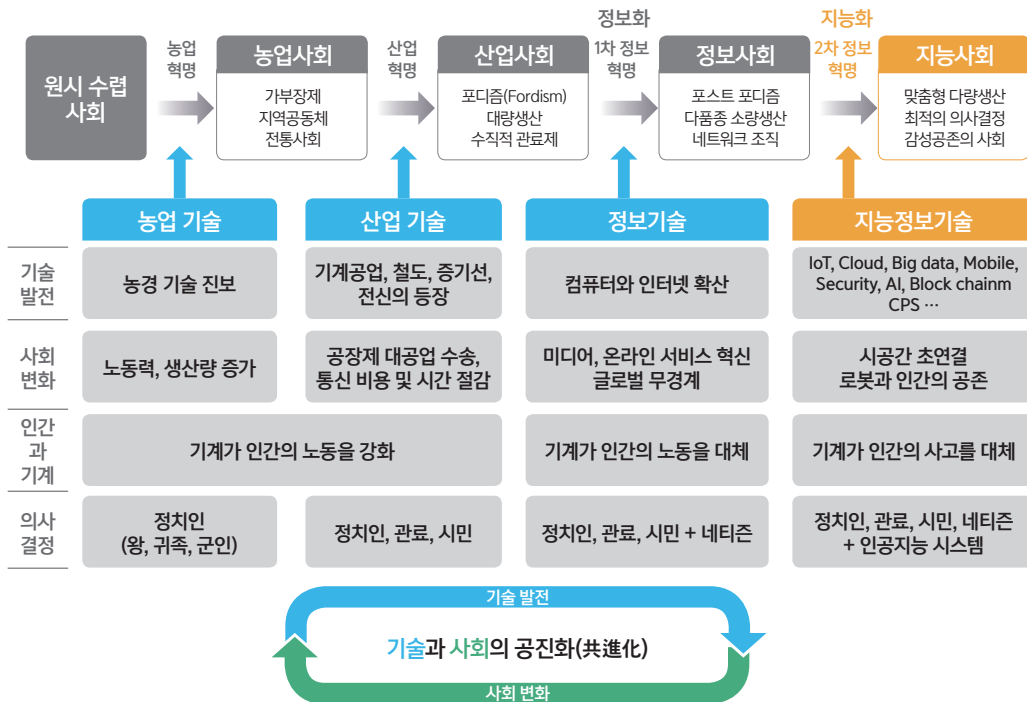 원시 수렵
사회
농업
혁명
농업사회
가부장제
지역공동체
전통사회
산업
혁명
산업사회
포디즘(Fordism)
대량생산
수직적 관료제
정보화
1차 정보
혁명
정보사회
포스트 포디즘
다품종 소량생산
네트워크 조직
지능화
2차 정보
혁명
지능사회
맞춤형 다량생산
최적의 의사결정
감성공존의 사회
농업 기술
산업 기술
정보기술
지능정보기술
기술
발전
농경 기술 진보
기계공업, 철도, 증기선,
전신의 등장
컴퓨터와 인터넷 확산
IoT, Cloud, Big data, Mobile,
Security, AI, Block chainm
CPS …
사회
변화
노동력, 생산량 증가
공장제 대공업 수송,
통신 비용 및 시간 절감
미디어, 온라인 서비스 혁신
글로벌 무경계
시공간 초연결
로봇과 인간의 공존
인간
과
기계
기계가 인간의 노동을 강화
기계가 인간의 노동을 대체
기계가 인간의 사고를 대체
의사
결정
정치인
(왕, 귀족, 군인)
정치인, 관료, 시민
정치인, 관료, 시민 + 네티즌
정치인, 관료, 시민, 네티즌
+ 인공지능 시스템
기술 발전
기술과 사회의 공진화(共進化)
사회 변화